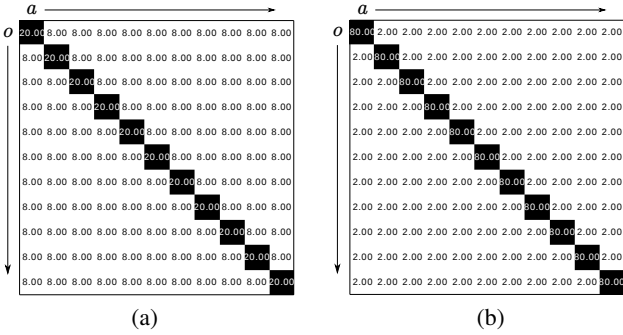 a
o
20.00 8.00 8.00 8.00 8.00 8.00 8.00 8.00 8.00 8.00 8.00
8.00 20.00 8.00 8.00 8.00 8.00 8.00 8.00 8.00 8.00 8.00
8.00 8.00 20.00 8.00 8.00 8.00 8.00 8.00 8.00 8.00 8.00
8.00 8.00 8.00 20.00 8.00 8.00 8.00 8.00 8.00 8.00 8.00
8.00 8.00 8.00 8.00 20.00 8.00 8.00 8.00 8.00 8.00 8.00
8.00 8.00 8.00 8.00 8.00 20.00 8.00 8.00 8.00 8.00 8.00
8.00 8.00 8.00 8.00 8.00 8.00 20.00 8.00 8.00 8.00 8.00
8.00 8.00 8.00 8.00 8.00 8.00 8.00 20.00 8.00 8.00 8.00
8.00 8.00 8.00 8.00 8.00 8.00 8.00 8.00 20.00 8.00 8.00
8.00 8.00 8.00 8.00 8.00 8.00 8.00 8.00 8.00 20.00 8.00
8.00 8.00 8.00 8.00 8.00 8.00 8.00 8.00 8.00 8.00 20.00
(a)
a
o
80.00 2.00 2.00 2.00 2.00 2.00 2.00 2.00 2.00 2.00 2.00
2.00 80.00 2.00 2.00 2.00 2.00 2.00 2.00 2.00 2.00 2.00
2.00 2.00 80.00 2.00 2.00 2.00 2.00 2.00 2.00 2.00 2.00
2.00 2.00 2.00 80.00 2.00 2.00 2.00 2.00 2.00 2.00 2.00
2.00 2.00 2.00 2.00 80.00 2.00 2.00 2.00 2.00 2.00 2.00
2.00 2.00 2.00 2.00 2.00 80.00 2.00 2.00 2.00 2.00 2.00
2.00 2.00 2.00 2.00 2.00 2.00 80.00 2.00 2.00 2.00 2.00
2.00 2.00 2.00 2.00 2.00 2.00 2.00 80.00 2.00 2.00 2.00
2.00 2.00 2.00 2.00 2.00 2.00 2.00 2.00 80.00 2.00 2.00
2.00 2.00 2.00 2.00 2.00 2.00 2.00 2.00 2.00 80.00 2.00
2.00 2.00 2.00 2.00 2.00 2.00 2.00 2.00 2.00 2.00 80.00
(b)